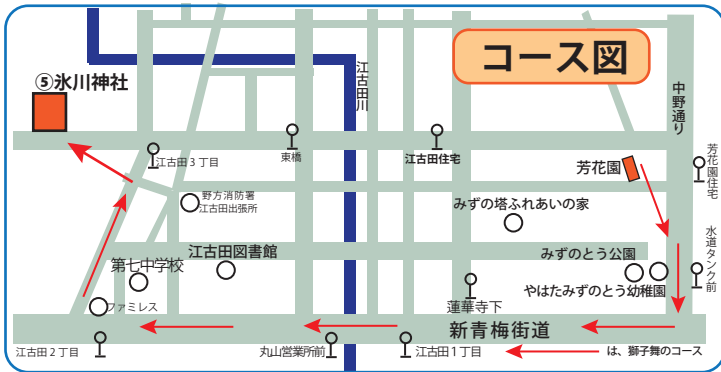 コース図
⑤氷川神社
江古田川
中野通り
江古田3丁目
東橋
江古田住宅
芳花園
芳花園住宅
野方消防署
江古田出張所
みずの塔ふれあいの家
水道タンク前
江古田図書館
みずのとう公園
第七中学校
やはたみずのとう幼稚園
ファミレス
蓮華寺下
新青梅街道
江古田2丁目
丸山営業所前
江古田1丁目
は、獅子舞のコース